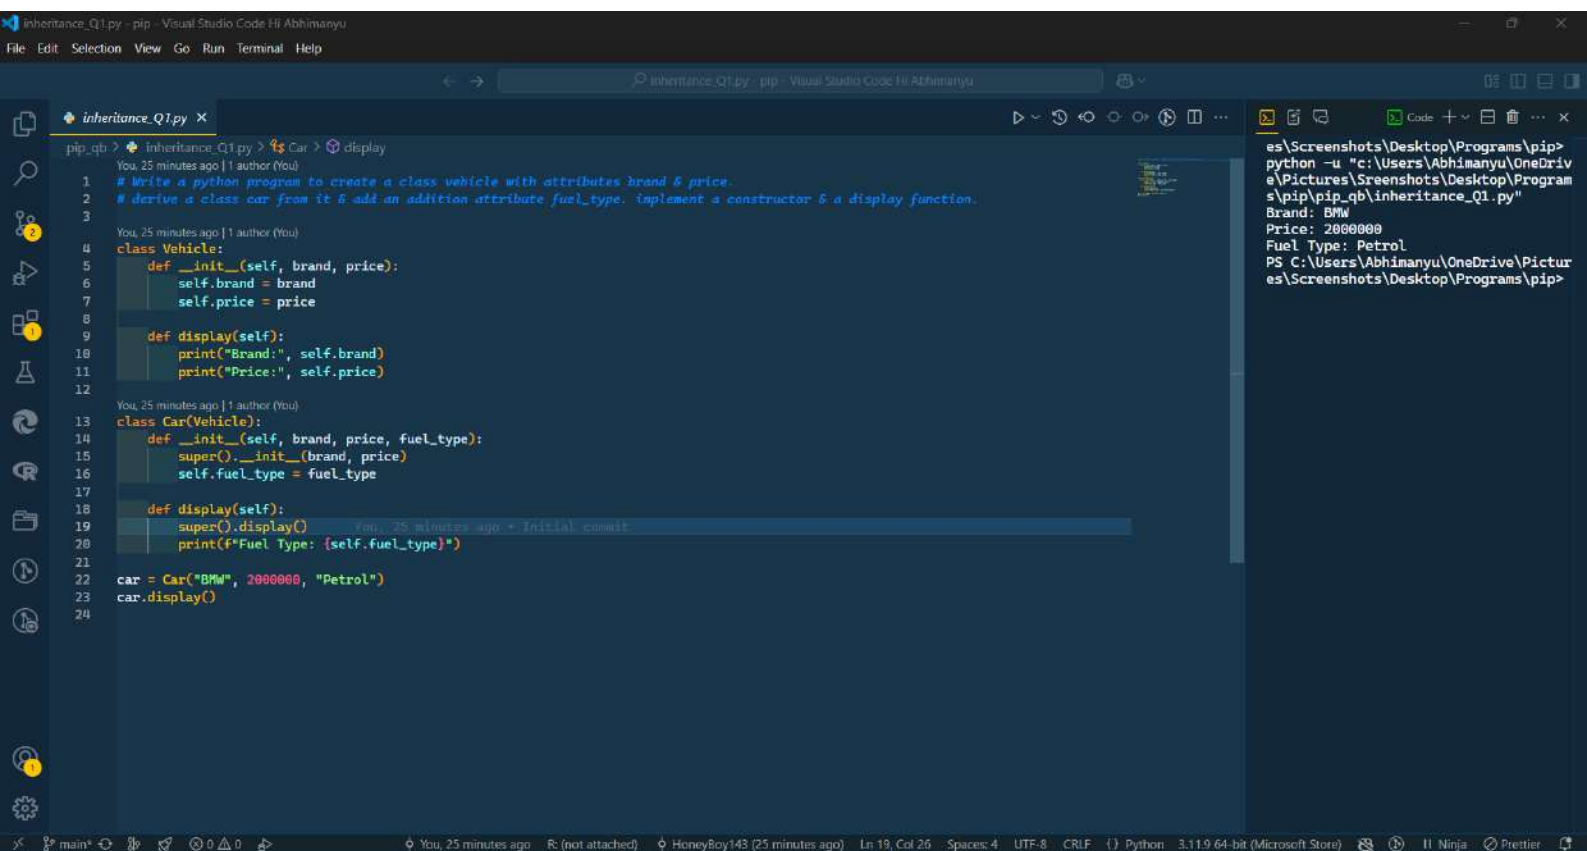 inheritance_Q1.py - pip - Visual Studio Code Hi Abhimanyu
File Edit Selection View Go Run Terminal Help
inheritance_Q1.py - pip - Visual Studio Code Hi Abhimanyu
inheritance_Q1.py
pip_qb > inheritance_Q1.py > Car > display
You, 25 minutes ago | 1 author (You)
1 # Write a python program to create a class vehicle with attributes brand & price.
2 # derive a class car from it & add an addition attribute fuel_type. implement a constructor & a display function.
3
You, 25 minutes ago | 1 author (You)
4 class Vehicle:
5 def __init__(self, brand, price):
6 self.brand = brand
7 self.price = price
8
9 def display(self):
10 print("Brand:", self.brand)
11 print("Price:", self.price)
12
You, 25 minutes ago | 1 author (You)
13 class Car(Vehicle):
14 def __init__(self, brand, price, fuel_type):
15 super().__init__(brand, price)
16 self.fuel_type = fuel_type
17
18 def display(self):
19 super().display() You, 25 minutes ago • Initial commit
20 print(f"Fuel Type: {self.fuel_type}")
21
22 car = Car("BMW", 2000000, "Petrol")
23 car.display()
24
Code
es\Screenshots\Desktop\Programs\pip>
python -u "c:\Users\Abhimanyu\OneDriv
e\Pictures\Sreenshots\Desktop\Program
s\pip\pip_qb\inheritance_Q1.py"
Brand: BMW
Price: 2000000
Fuel Type: Petrol
PS C:\Users\Abhimanyu\OneDrive\Pictur
es\Screenshots\Desktop\Programs\pip>
2
1
1
main* 0 0 You, 25 minutes ago R: (not attached) HoneyBoy143 (25 minutes ago) Ln 19, Col 26 Spaces: 4 UTF-8 CRLF {} Python 3.11.9 64-bit (Microsoft Store) Ninja Prettier